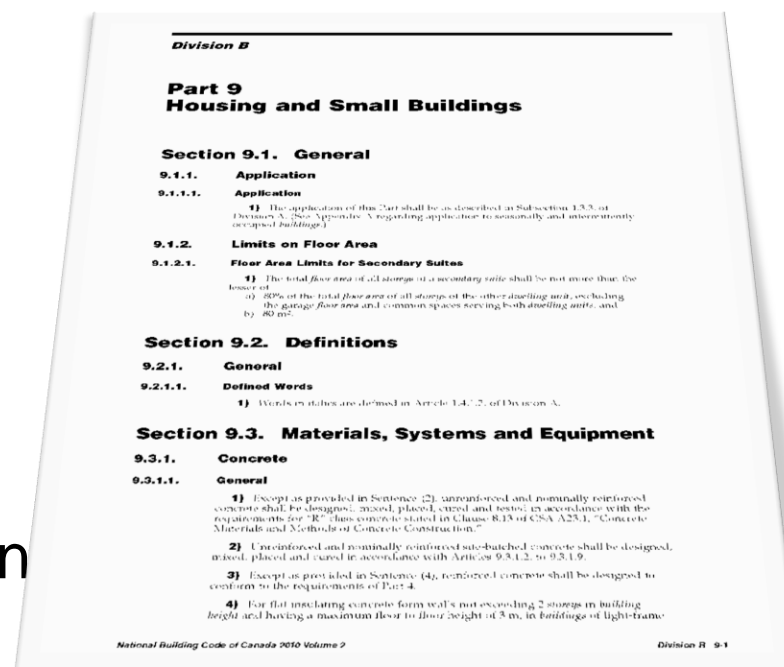 Division B
Part 9
Housing and Small Buildings
Section 9.1. General
9.1.1. Application
9.1.1.1. Application
1) The application of this Part shall be as described in Subsection 1.3.3. of
Division A. (See Appendix A regarding application to seasonally and intermittently
occupied buildings.)
9.1.2. Limits on Floor Area
9.1.2.1. Floor Area Limits for Secondary Suites
1) The total floor area of all storeys of a secondary suite shall be not more than the
lesser of
a) 80% of the total floor area of all storeys of the other dwelling unit, excluding
the garage floor area and common spaces serving both dwelling units, and
b) 80 m².
Section 9.2. Definitions
9.2.1. General
9.2.1.1. Defined Words
1) Words in italics are defined in Article 1.4.1.2. of Division A.
Section 9.3. Materials, Systems and Equipment
9.3.1. Concrete
9.3.1.1. General
1) Except as provided in Sentence (2), unreinforced and nominally reinforced
concrete shall be designed, mixed, placed, cured and tested in accordance with the
requirements for "R" class concrete stated in Clause 8.13 of CSA A23.1, "Concrete
Materials and Methods of Concrete Construction."
2) Unreinforced and nominally reinforced site-batched concrete shall be designed,
mixed, placed and cured in accordance with Articles 9.3.1.2. to 9.3.1.9.
n
3) Except as provided in Sentence (4), reinforced concrete shall be designed to
conform to the requirements of Part 4.
4) For flat insulating concrete form walls not exceeding 2 storeys in building
height and having a maximum floor to floor height of 3 m, in buildings of light-frame
National Building Code of Canada 2010 Volume 2 Division B 9-1